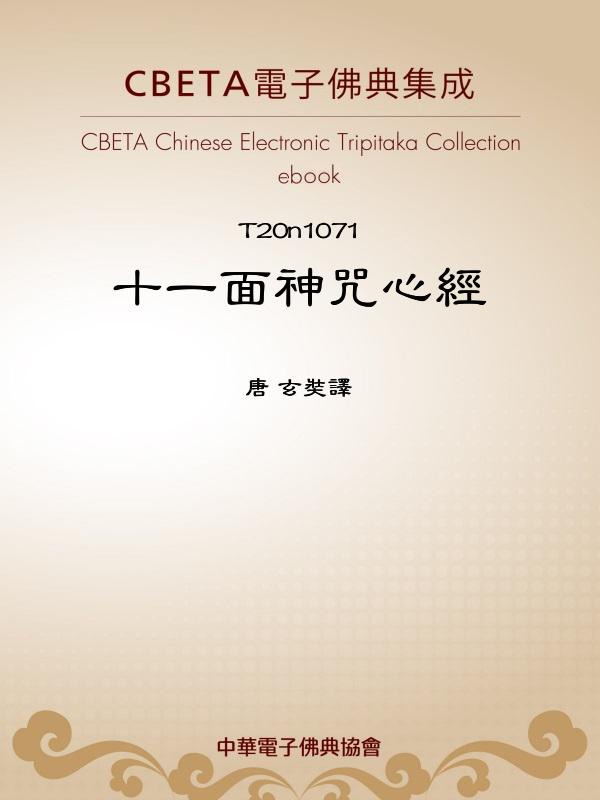 CBETA電子佛典集成
CBETA Chinese Electronic Tripitaka Collection
ebook
T20n1071
十一面神咒心經
唐 玄奘譯
中華電子佛典協會